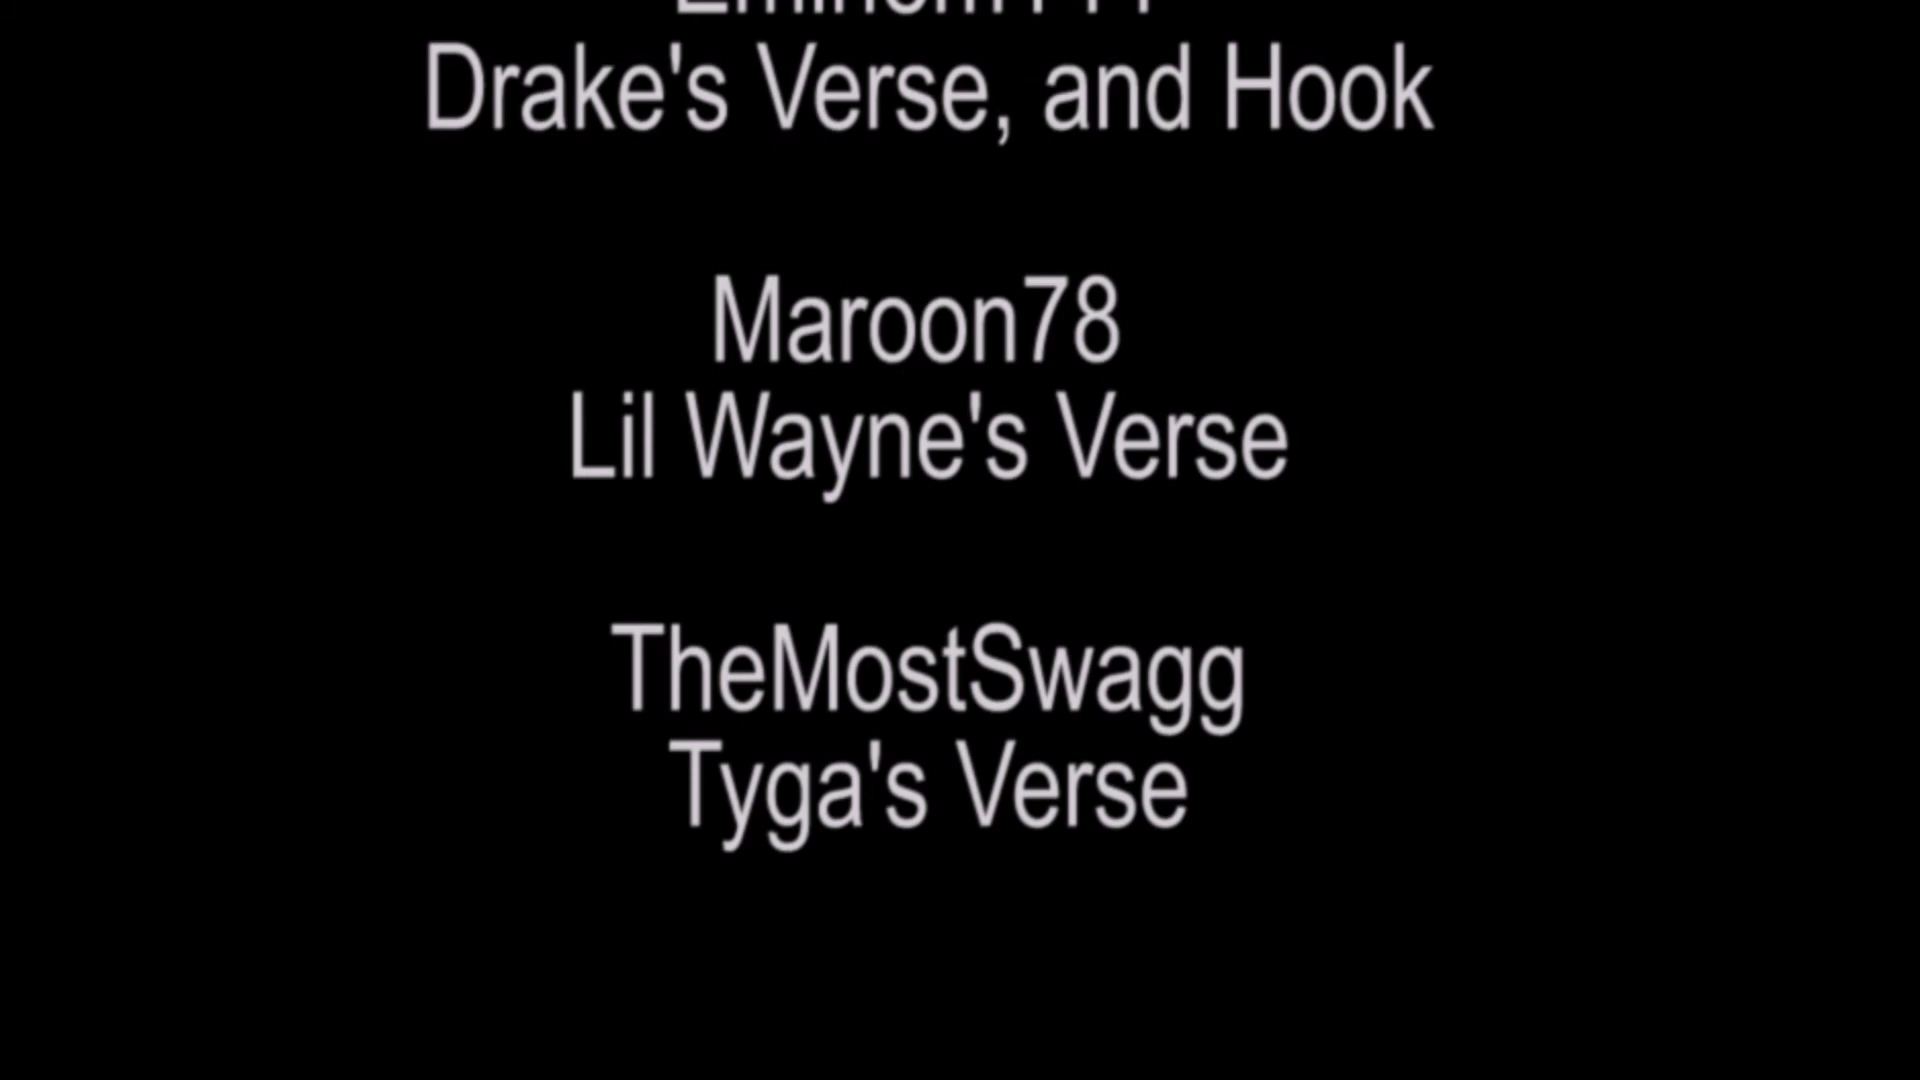 Drake's Verse, and Hook
Maroon78
Lil Wayne's Verse
TheMostSwagg
Tyga's Verse